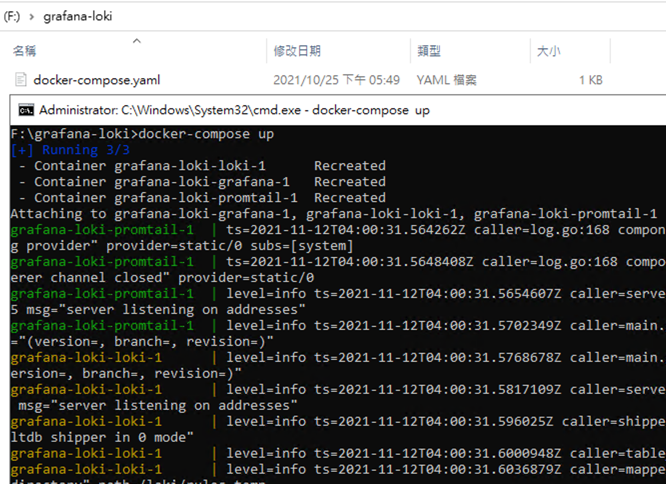 (F:) › grafana-loki
名稱 修改日期 類型 大小
docker-compose.yaml 2021/10/25 下午 05:49 YAML 檔案 1 KB
Administrator: C:\Windows\System32\cmd.exe - docker-compose up
F:\grafana-loki>docker-compose up
[+] Running 3/3
- Container grafana-loki-loki-1 Recreated
- Container grafana-loki-grafana-1 Recreated
- Container grafana-loki-promtail-1 Recreated
Attaching to grafana-loki-grafana-1, grafana-loki-loki-1, grafana-loki-promtail-1
grafana-loki-promtail-1 | ts=2021-11-12T04:00:31.564262Z caller=log.go:168 compon
g provider" provider=static/0 subs=[system]
grafana-loki-promtail-1 | ts=2021-11-12T04:00:31.5648408Z caller=log.go:168 compo
erer channel closed" provider=static/0
grafana-loki-promtail-1 | level=info ts=2021-11-12T04:00:31.5654607Z caller=serve
5 msg="server listening on addresses"
grafana-loki-promtail-1 | level=info ts=2021-11-12T04:00:31.5702349Z caller=main.
="(version=, branch=, revision=)"
grafana-loki-loki-1 | level=info ts=2021-11-12T04:00:31.5768678Z caller=main.
ersion=, branch=, revision=)"
grafana-loki-loki-1 | level=info ts=2021-11-12T04:00:31.5817109Z caller=serve
msg="server listening on addresses"
grafana-loki-loki-1 | level=info ts=2021-11-12T04:00:31.596025Z caller=shippe
ltdb shipper in 0 mode"
grafana-loki-loki-1 | level=info ts=2021-11-12T04:00:31.6000948Z caller=table
grafana-loki-loki-1 | level=info ts=2021-11-12T04:00:31.6036879Z caller=mappe